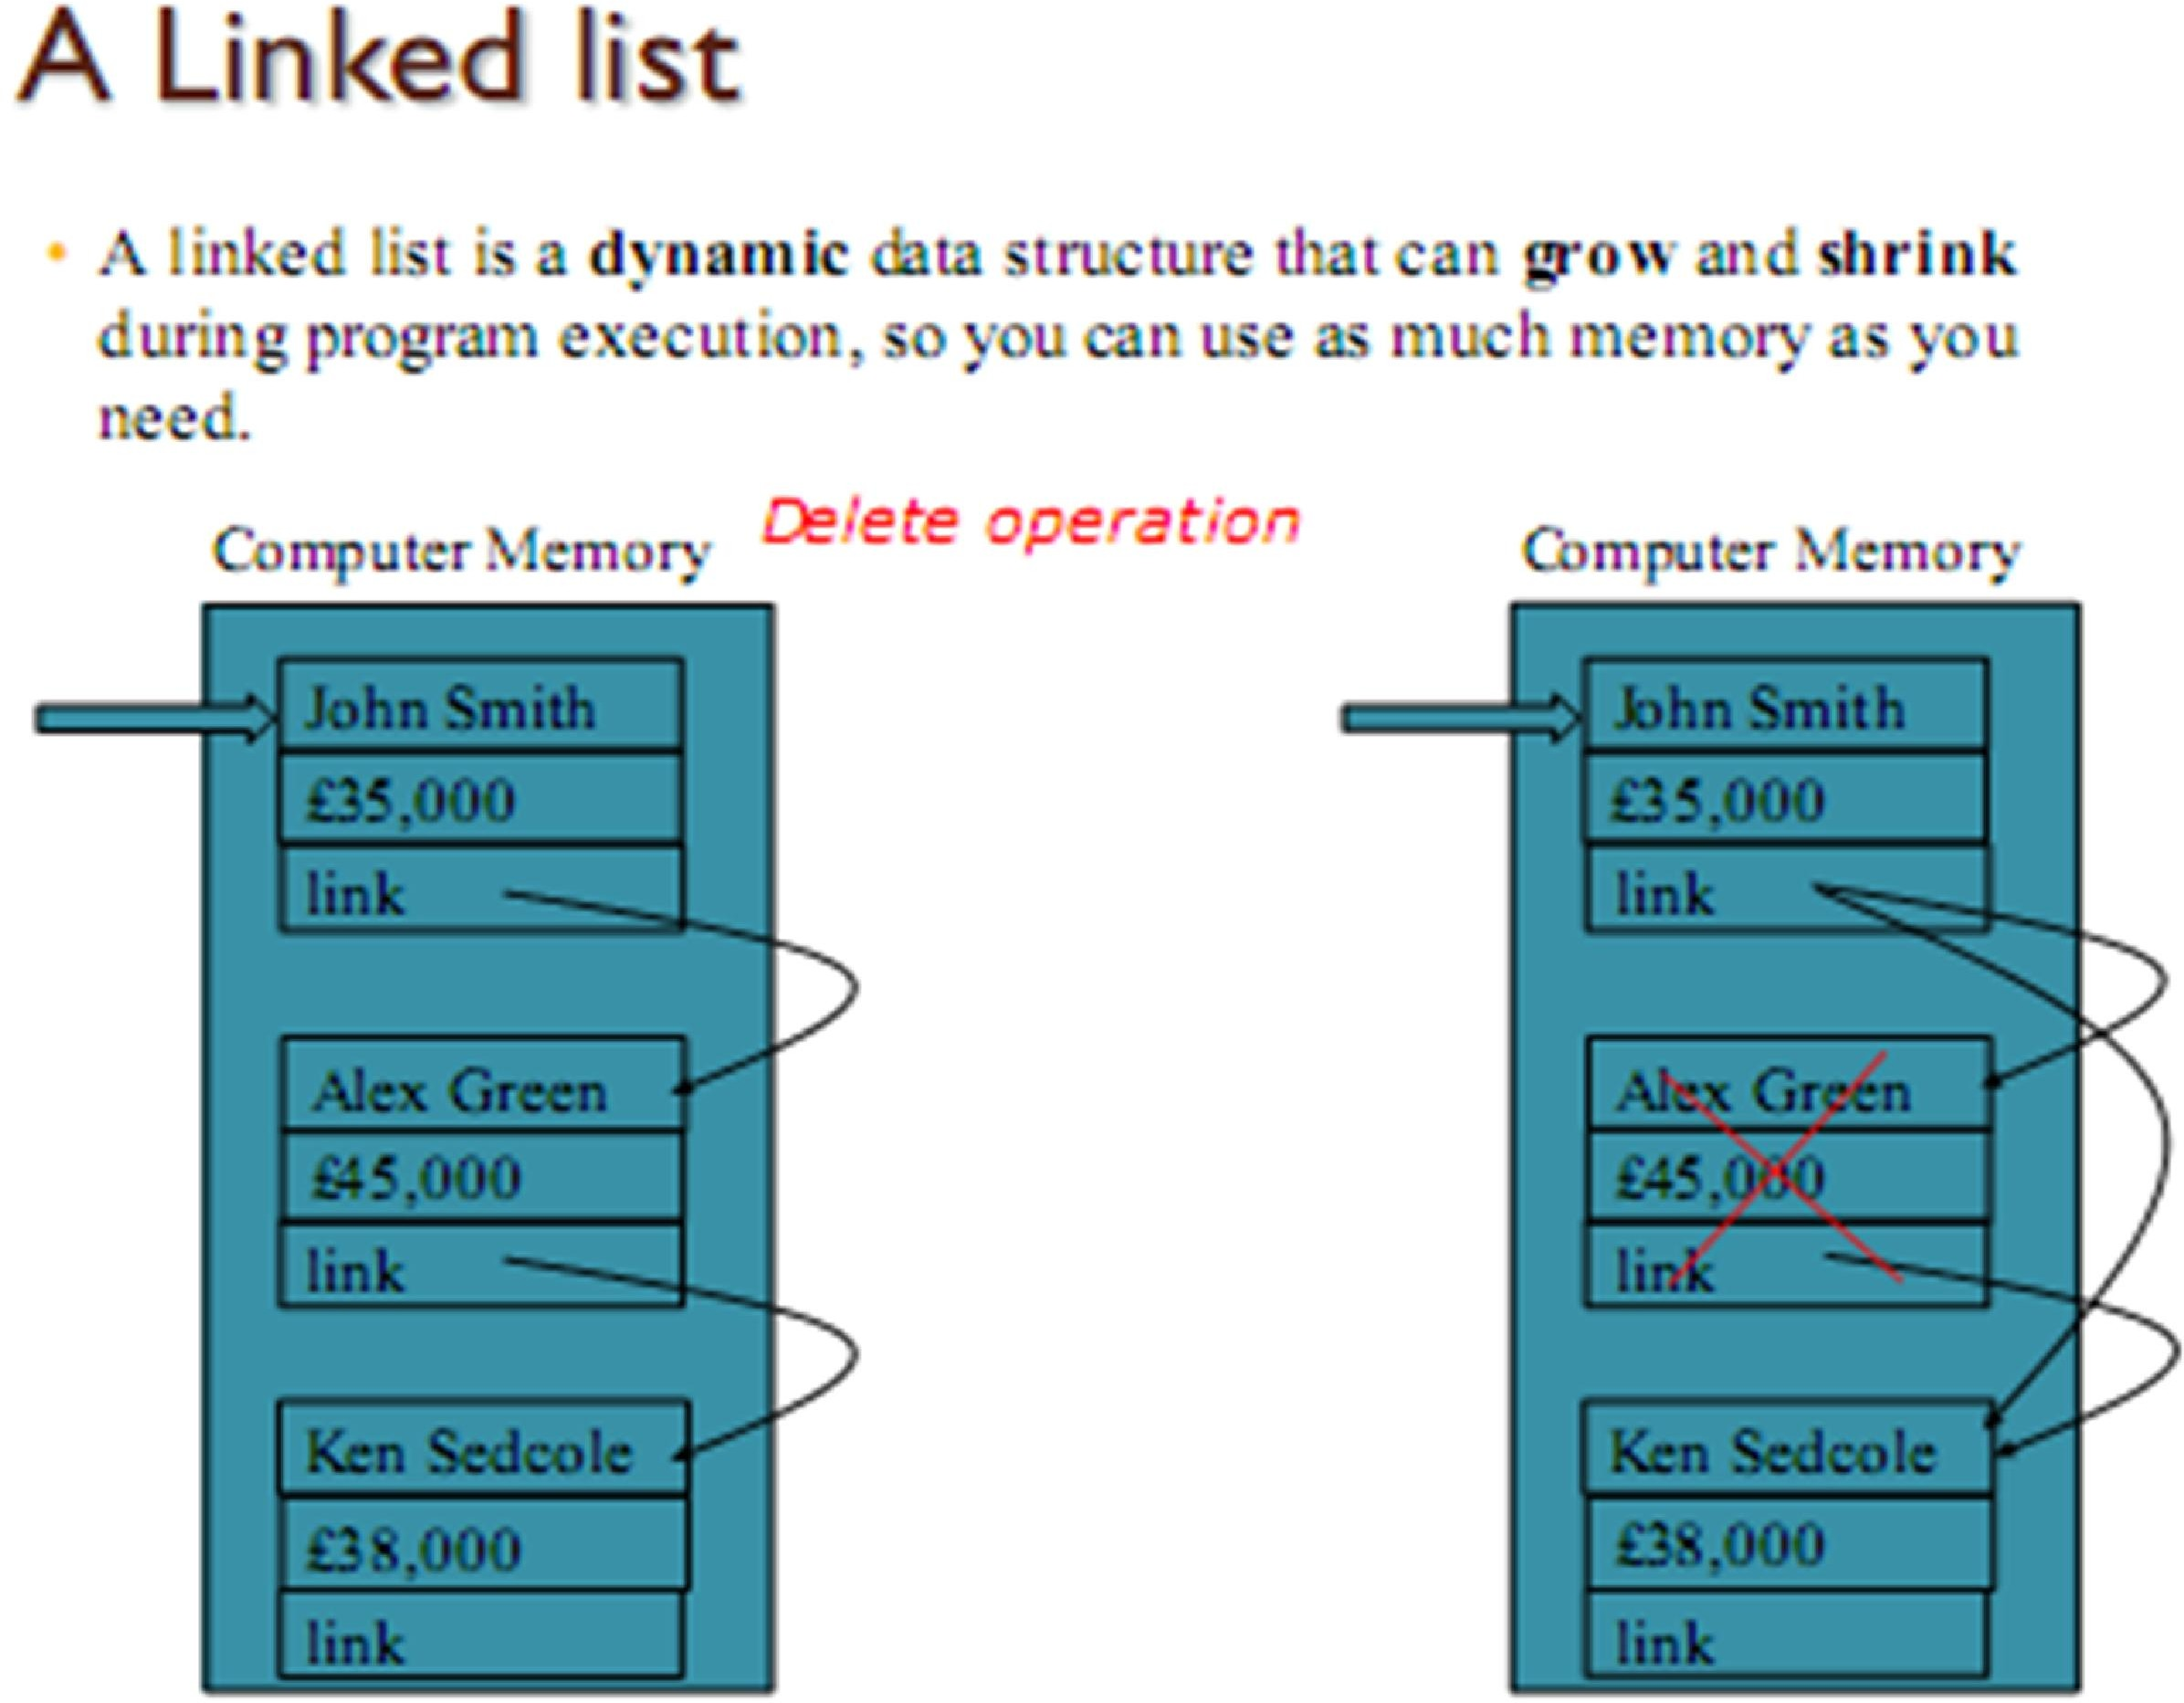 A Linked list
• A linked list is a dynamic data structure that can grow and shrink
during program execution, so you can use as much memory as you
need.
Delete operation
Computer Memory
John Smith
£35,000
link
Alex Green
£45,000
link
Ken Sedcole
£38,000
link
Computer Memory
John Smith
£35,000
link
Alex Green
£45,000
link
Ken Sedcole
£38,000
link